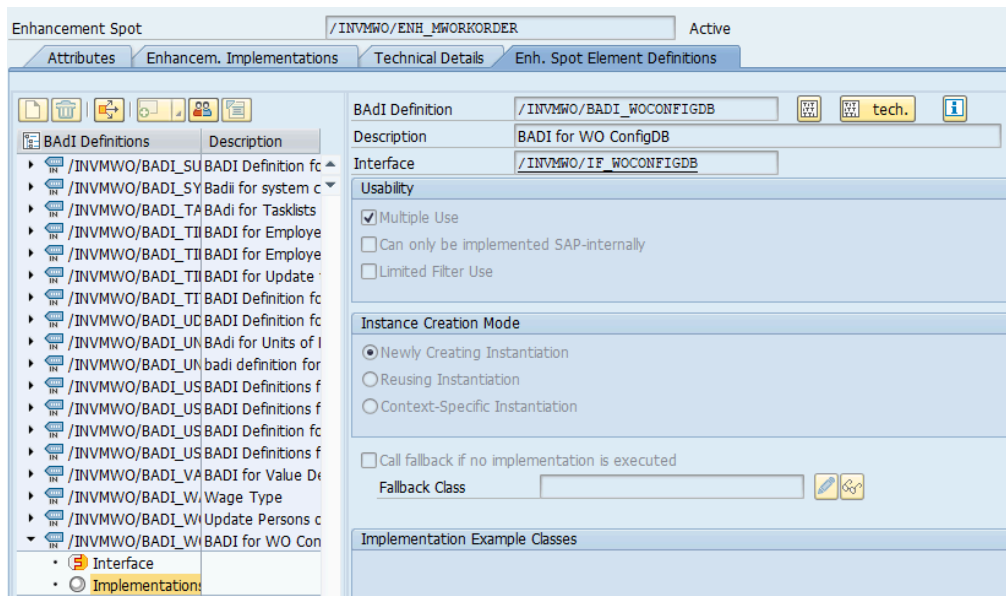 Enhancement Spot /INVMWO/ENH_MWORKORDER Active
Attributes Enhancem. Implementations Technical Details Enh. Spot Element Definitions
BAdI Definitions Description
/INVMWO/BADI_SU BADI Definition fo
/INVMWO/BADI_SY Badii for system c
/INVMWO/BADI_TA BAdi for Tasklists
/INVMWO/BADI_TI BADI for Employe
/INVMWO/BADI_TI BADI for Employe
/INVMWO/BADI_TI BADI for Update
/INVMWO/BADI_TI BADI Definition fo
/INVMWO/BADI_UD BADI Definition fo
/INVMWO/BADI_UN BAdi for Units of
/INVMWO/BADI_UN badi definition for
/INVMWO/BADI_US BADI Definitions f
/INVMWO/BADI_US BADI Definitions f
/INVMWO/BADI_US BADI Definition fo
/INVMWO/BADI_US BADI Definitions f
/INVMWO/BADI_VA BADI for Value De
/INVMWO/BADI_WA Wage Type
/INVMWO/BADI_W Update Persons
/INVMWO/BADI_W BADI for WO Con
Interface
Implementations
BAdI Definition /INVMWO/BADI_WOCONFIGDB tech.
Description BADI for WO ConfigDB
Interface /INVMWO/IF_WOCONFIGDB
Usability
Multiple Use
Can only be implemented SAP-internally
Limited Filter Use
Instance Creation Mode
Newly Creating Instantiation
Reusing Instantiation
Context-Specific Instantiation
Call fallback if no implementation is executed
Fallback Class
Implementation Example Classes